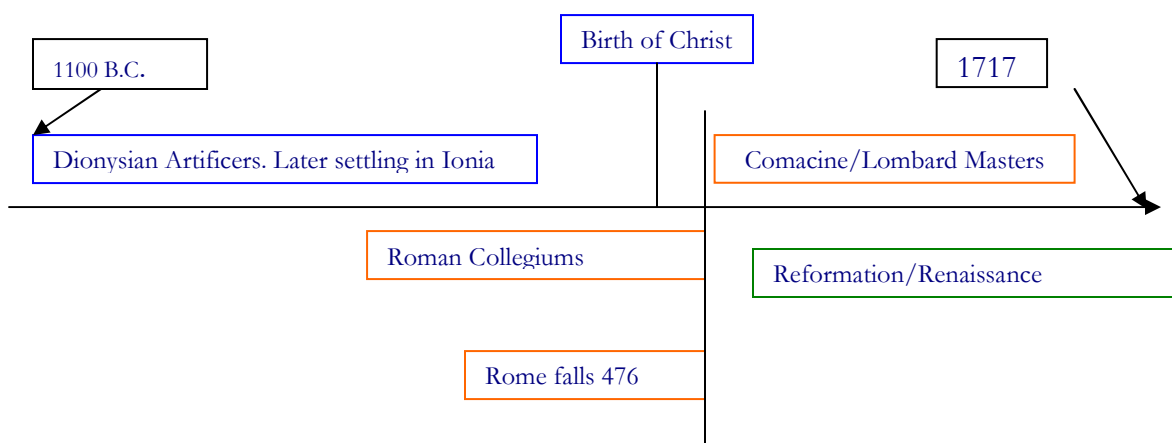 Birth of Christ
1100 B.C.
1717
Dionysian Artificers. Later settling in Ionia
Comacine/Lombard Masters
Roman Collegiums
Reformation/Renaissance
Rome falls 476